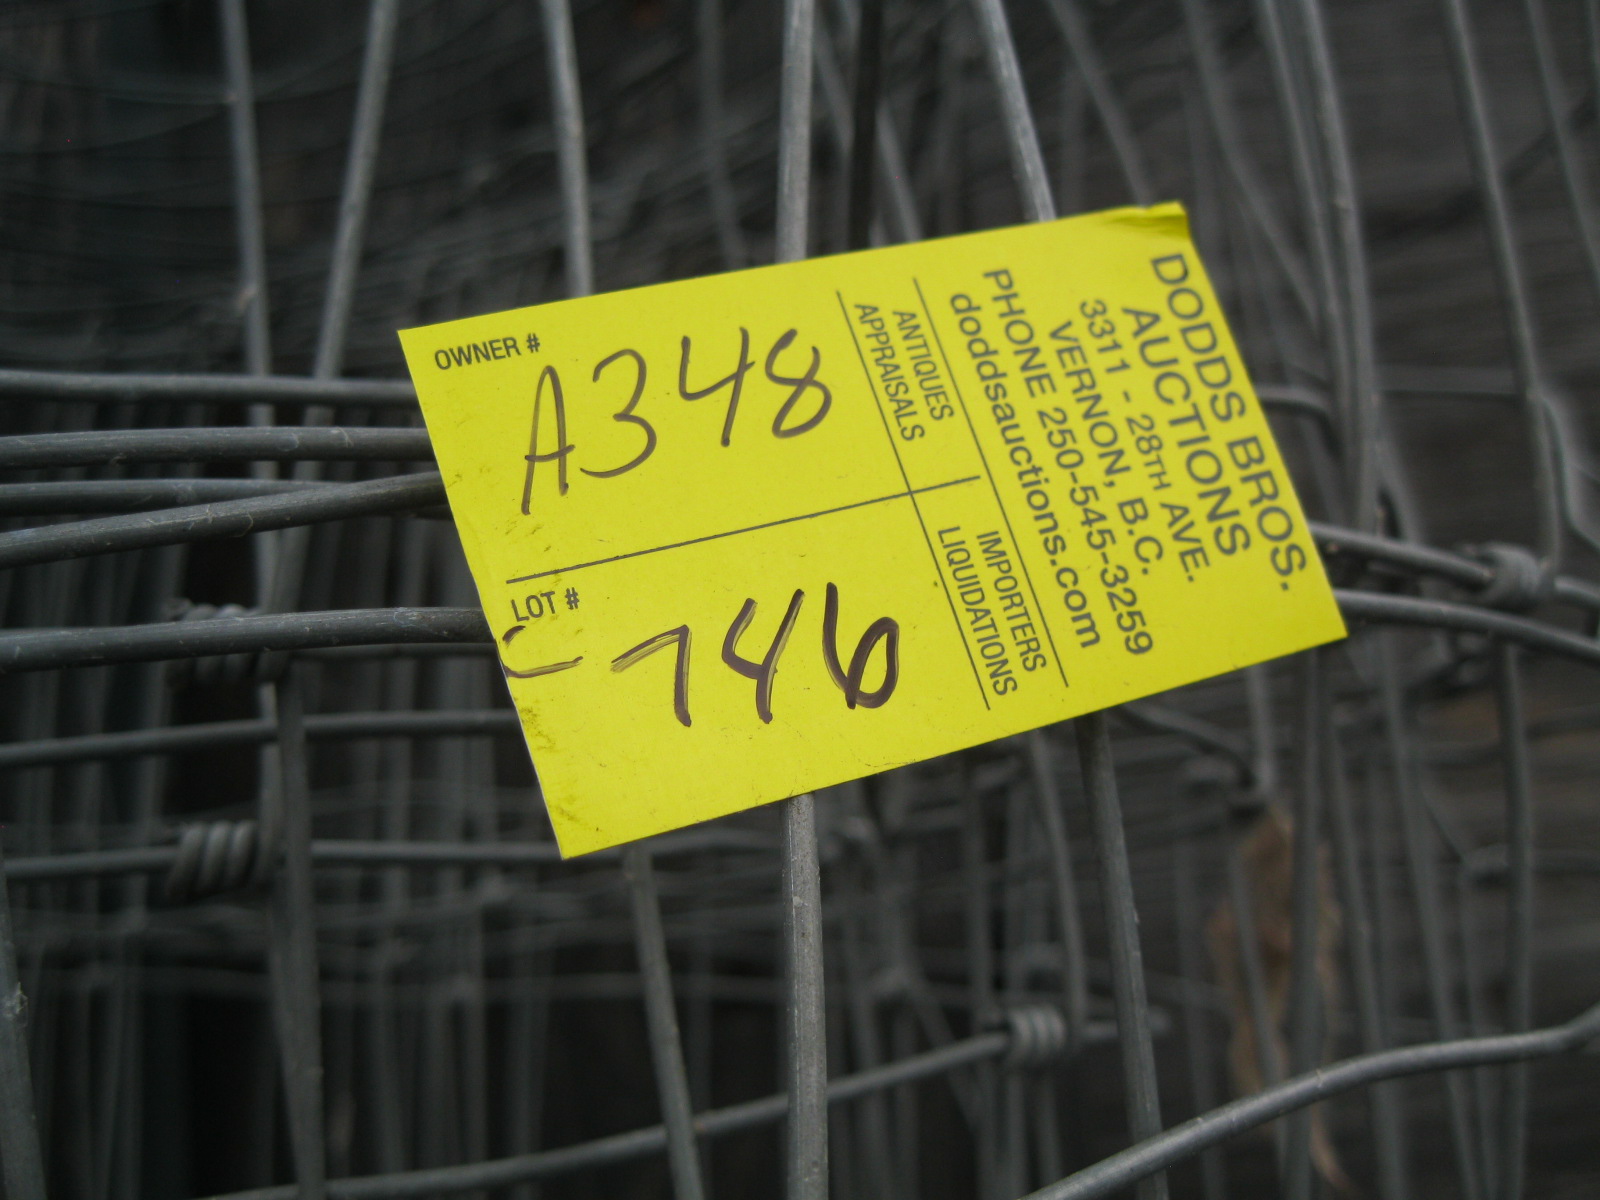 OWNER #
A348
LOT #
C-746
ANTIQUES
APPRAISALS
IMPORTERS
LIQUIDATIONS
DODDS BROS.
AUCTIONS
3311 - 28TH AVE.
VERNON, B.C.
PHONE 250-545-3259
doddsauctions.com